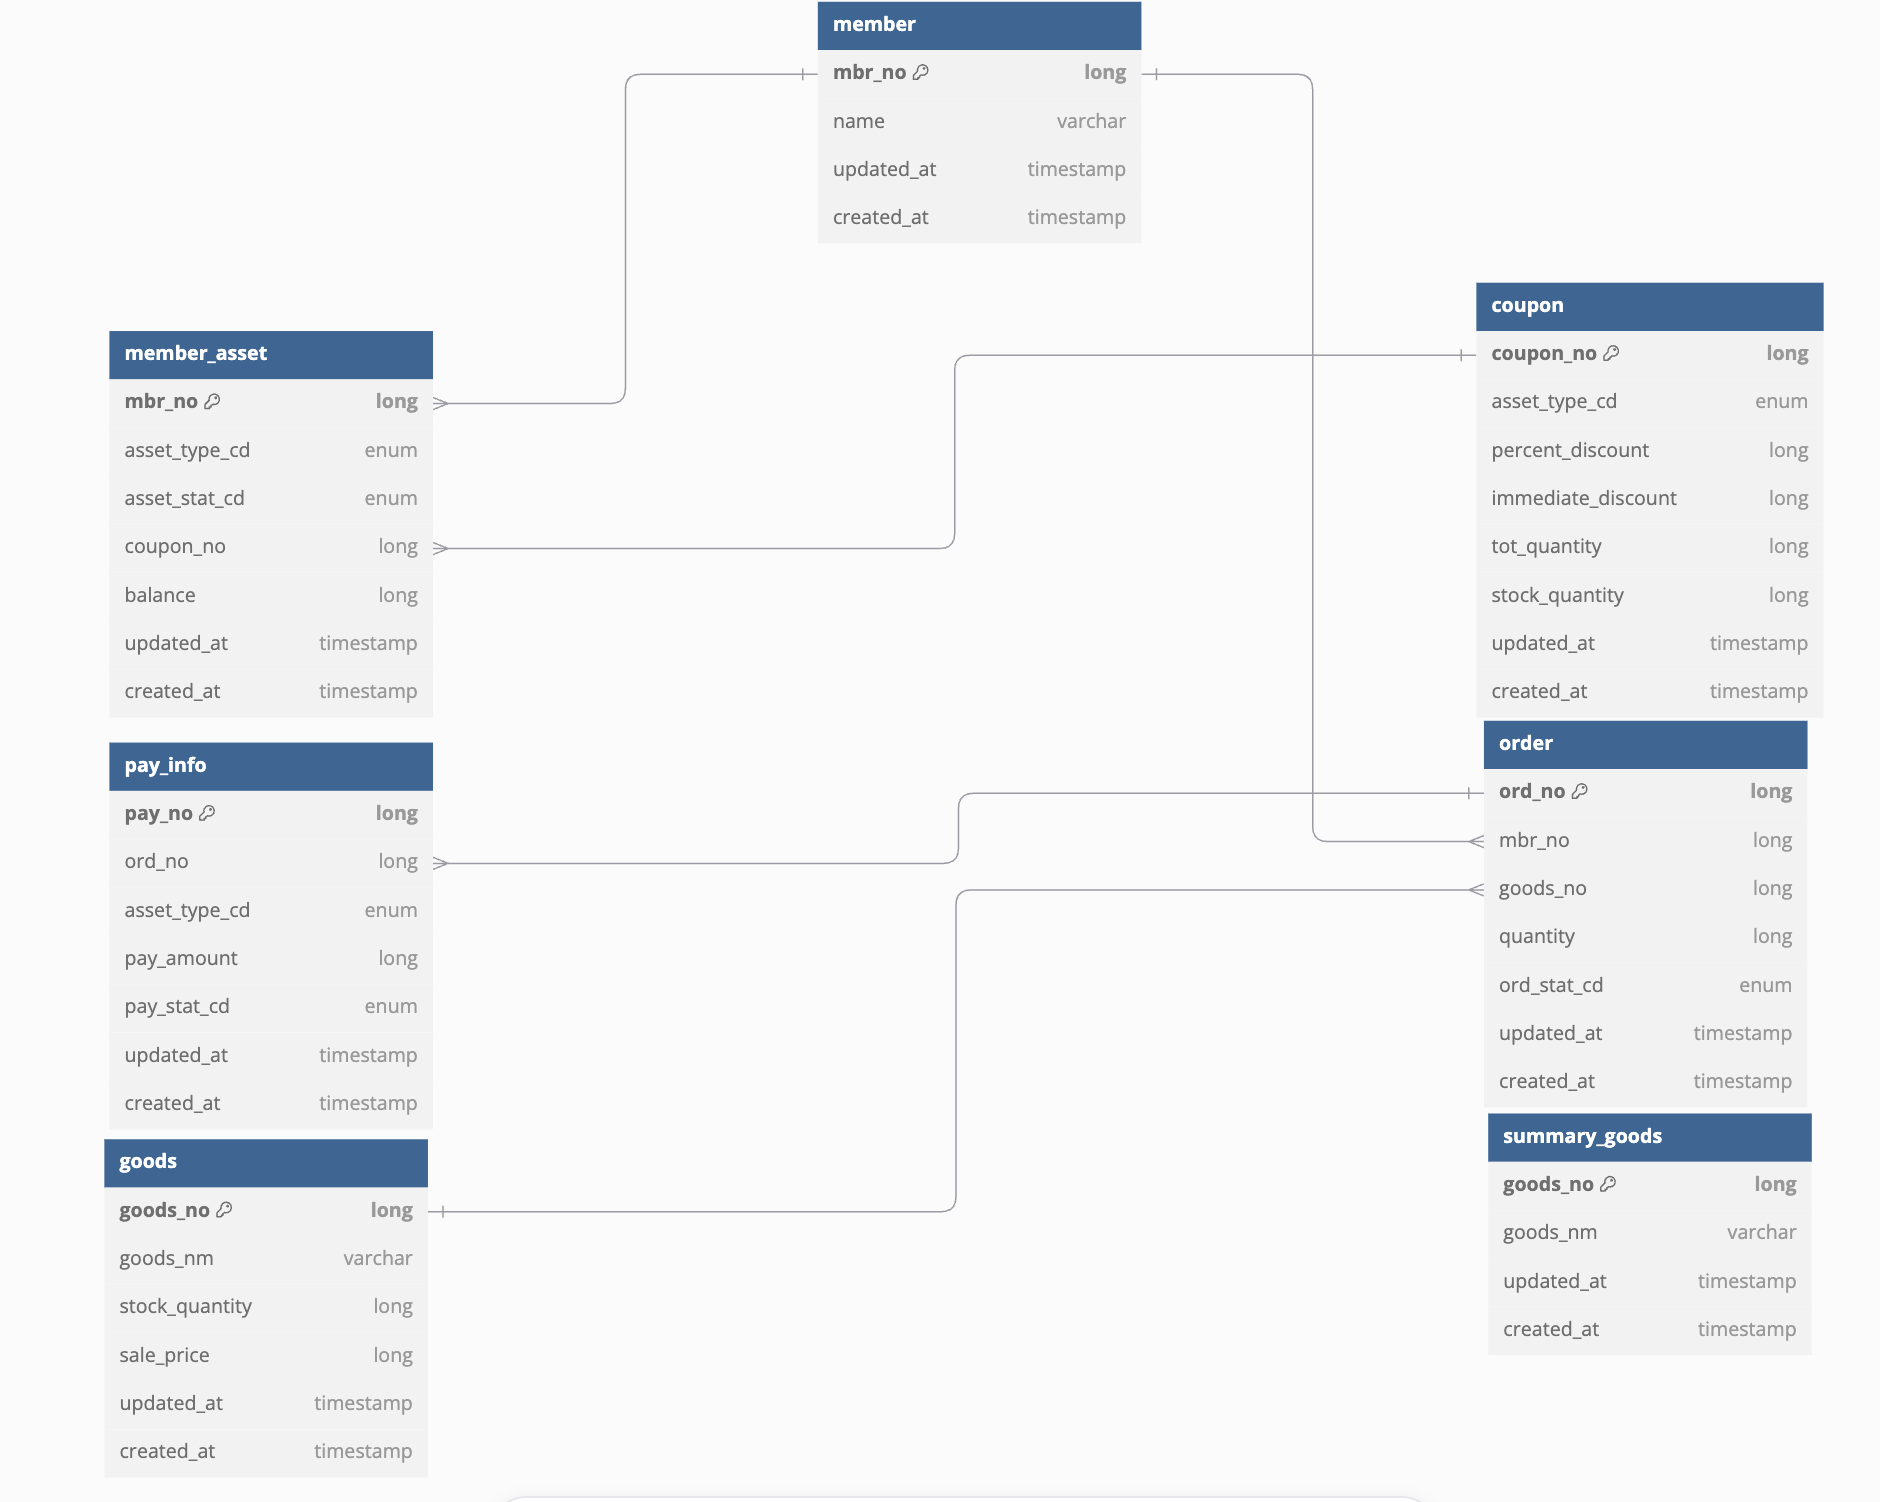 member
mbr_no long
name varchar
updated_at timestamp
created_at timestamp
coupon
coupon_no long
asset_type_cd enum
percent_discount long
immediate_discount long
tot_quantity long
stock_quantity long
updated_at timestamp
created_at timestamp
member_asset
mbr_no long
asset_type_cd enum
asset_stat_cd enum
coupon_no long
balance long
updated_at timestamp
created_at timestamp
order
ord_no long
mbr_no long
goods_no long
quantity long
ord_stat_cd enum
updated_at timestamp
created_at timestamp
pay_info
pay_no long
ord_no long
asset_type_cd enum
pay_amount long
pay_stat_cd enum
updated_at timestamp
created_at timestamp
summary_goods
goods_no long
goods_nm varchar
updated_at timestamp
created_at timestamp
goods
goods_no long
goods_nm varchar
stock_quantity long
sale_price long
updated_at timestamp
created_at timestamp